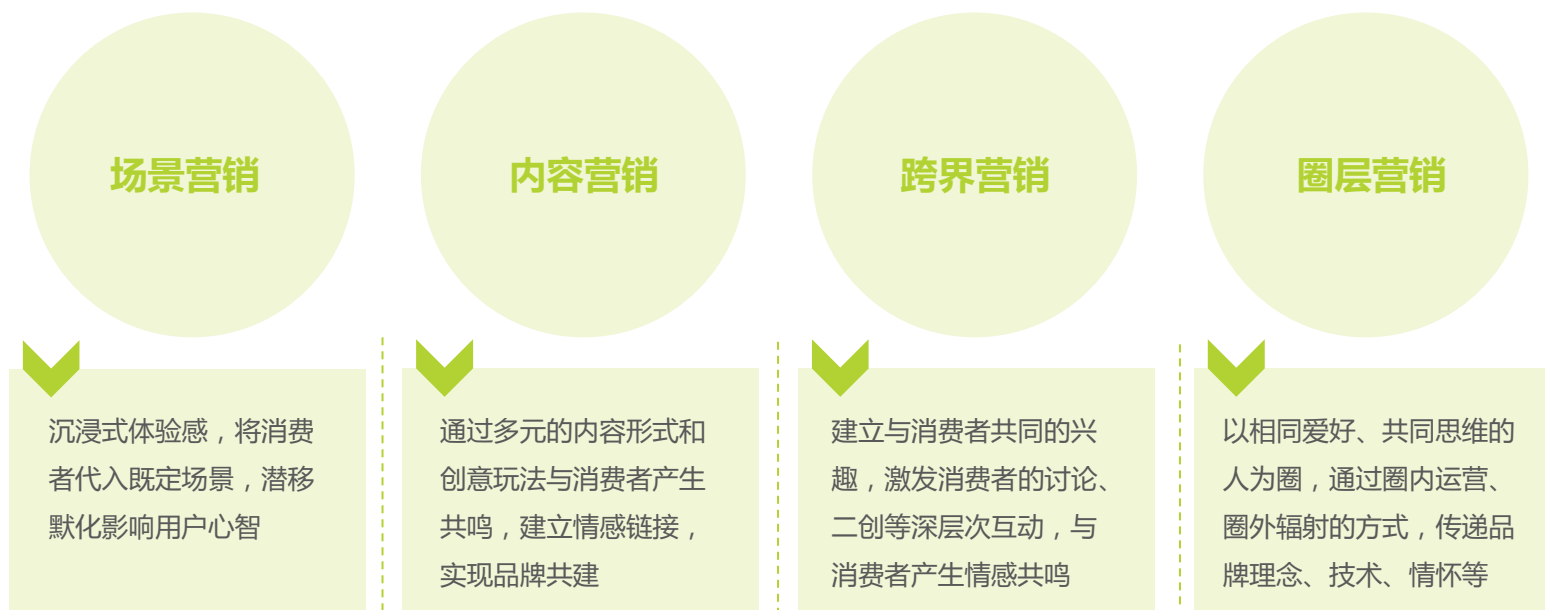 场景营销
内容营销
跨界营销
圈层营销
沉浸式体验感，将消费
者代入既定场景，潜移
默化影响用户心智
通过多元的内容形式和
创意玩法与消费者产生
共鸣，建立情感链接，
实现品牌共建
建立与消费者共同的兴
趣，激发消费者的讨论、
二创等深层次互动，与
消费者产生情感共鸣
以相同爱好、共同思维的
人为圈，通过圈内运营、
圈外辐射的方式，传递品
牌理念、技术、情怀等